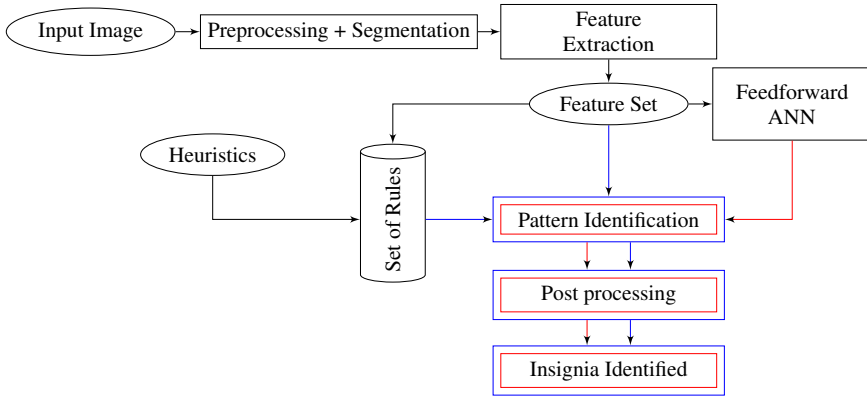 Input Image
Preprocessing + Segmentation
Feature
Extraction
Feature Set
Feedforward
ANN
Heuristics
Set of Rules
Pattern Identification
Post processing
Insignia Identified